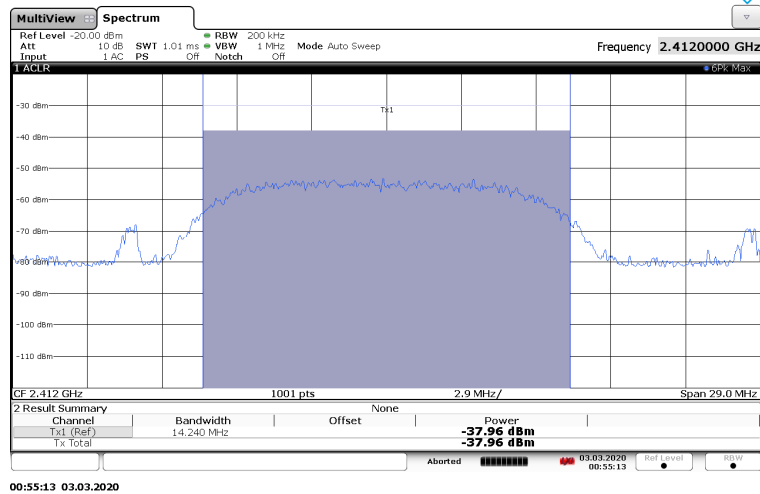 MultiView Spectrum
Ref Level -20.00 dBm RBW 200 kHz
Att 10 dB SWT 1.01 ms VBW 1 MHz Mode Auto Sweep Frequency 2.4120000 GHz
Input 1 AC PS Off Notch Off
1 ACLR 6Pk Max
-30 dBm
Tx1
-40 dBm
-50 dBm
-60 dBm
-70 dBm
-80 dBm
-90 dBm
-100 dBm
-110 dBm
CF 2.412 GHz 1001 pts 2.9 MHz/ Span 29.0 MHz
2 Result Summary None
Channel Bandwidth Offset Power
Tx1 (Ref) 14.240 MHz -37.96 dBm
Tx Total -37.96 dBm
Aborted 03.03.2020 Ref Level RBW
00:55:13
00:55:13 03.03.2020